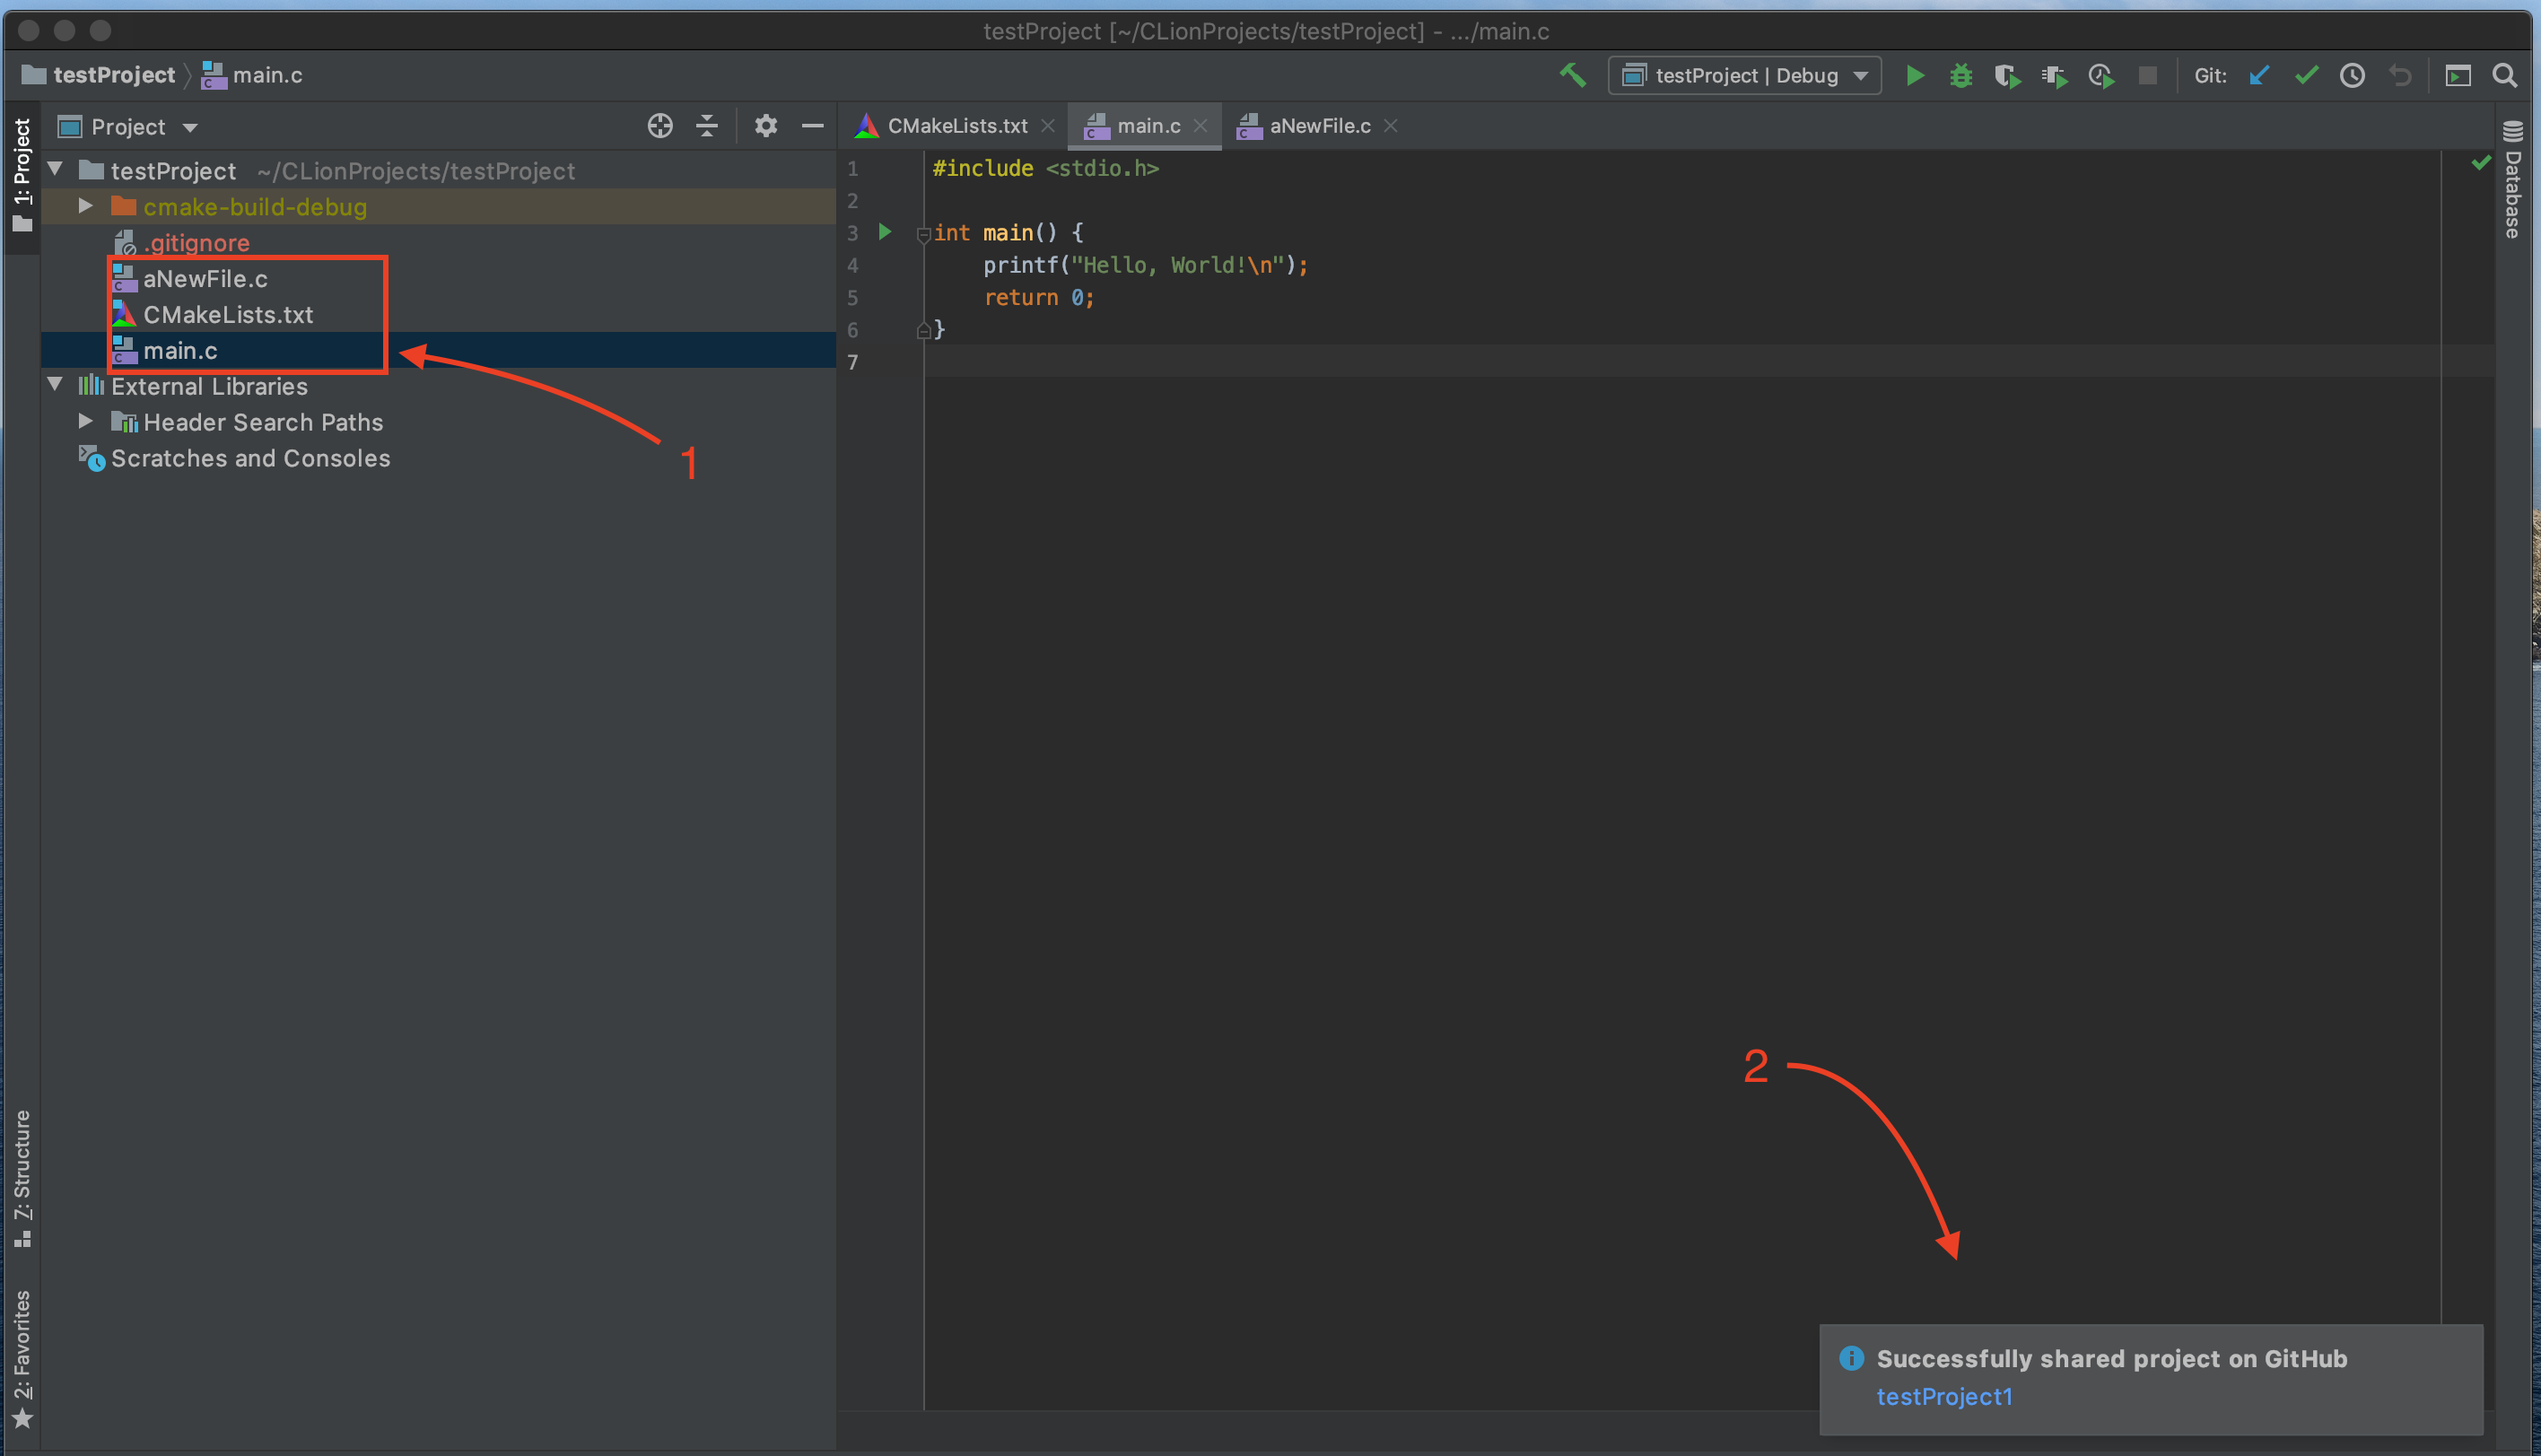 testProject [~/CLionProjects/testProject] - .../main.c
testProject main.c
testProject | Debug
Git:
1: Project
Project
CMakeLists.txt
main.c
aNewFile.c
testProject ~/CLionProjects/testProject
cmake-build-debug
.gitignore
aNewFile.c
CMakeLists.txt
main.c
External Libraries
Header Search Paths
Scratches and Consoles
1
1 #include <stdio.h>
2
3 int main() {
4 printf("Hello, World!\n");
5 return 0;
6 }
7
Database
2
7: Structure
2: Favorites
Successfully shared project on GitHub
testProject1